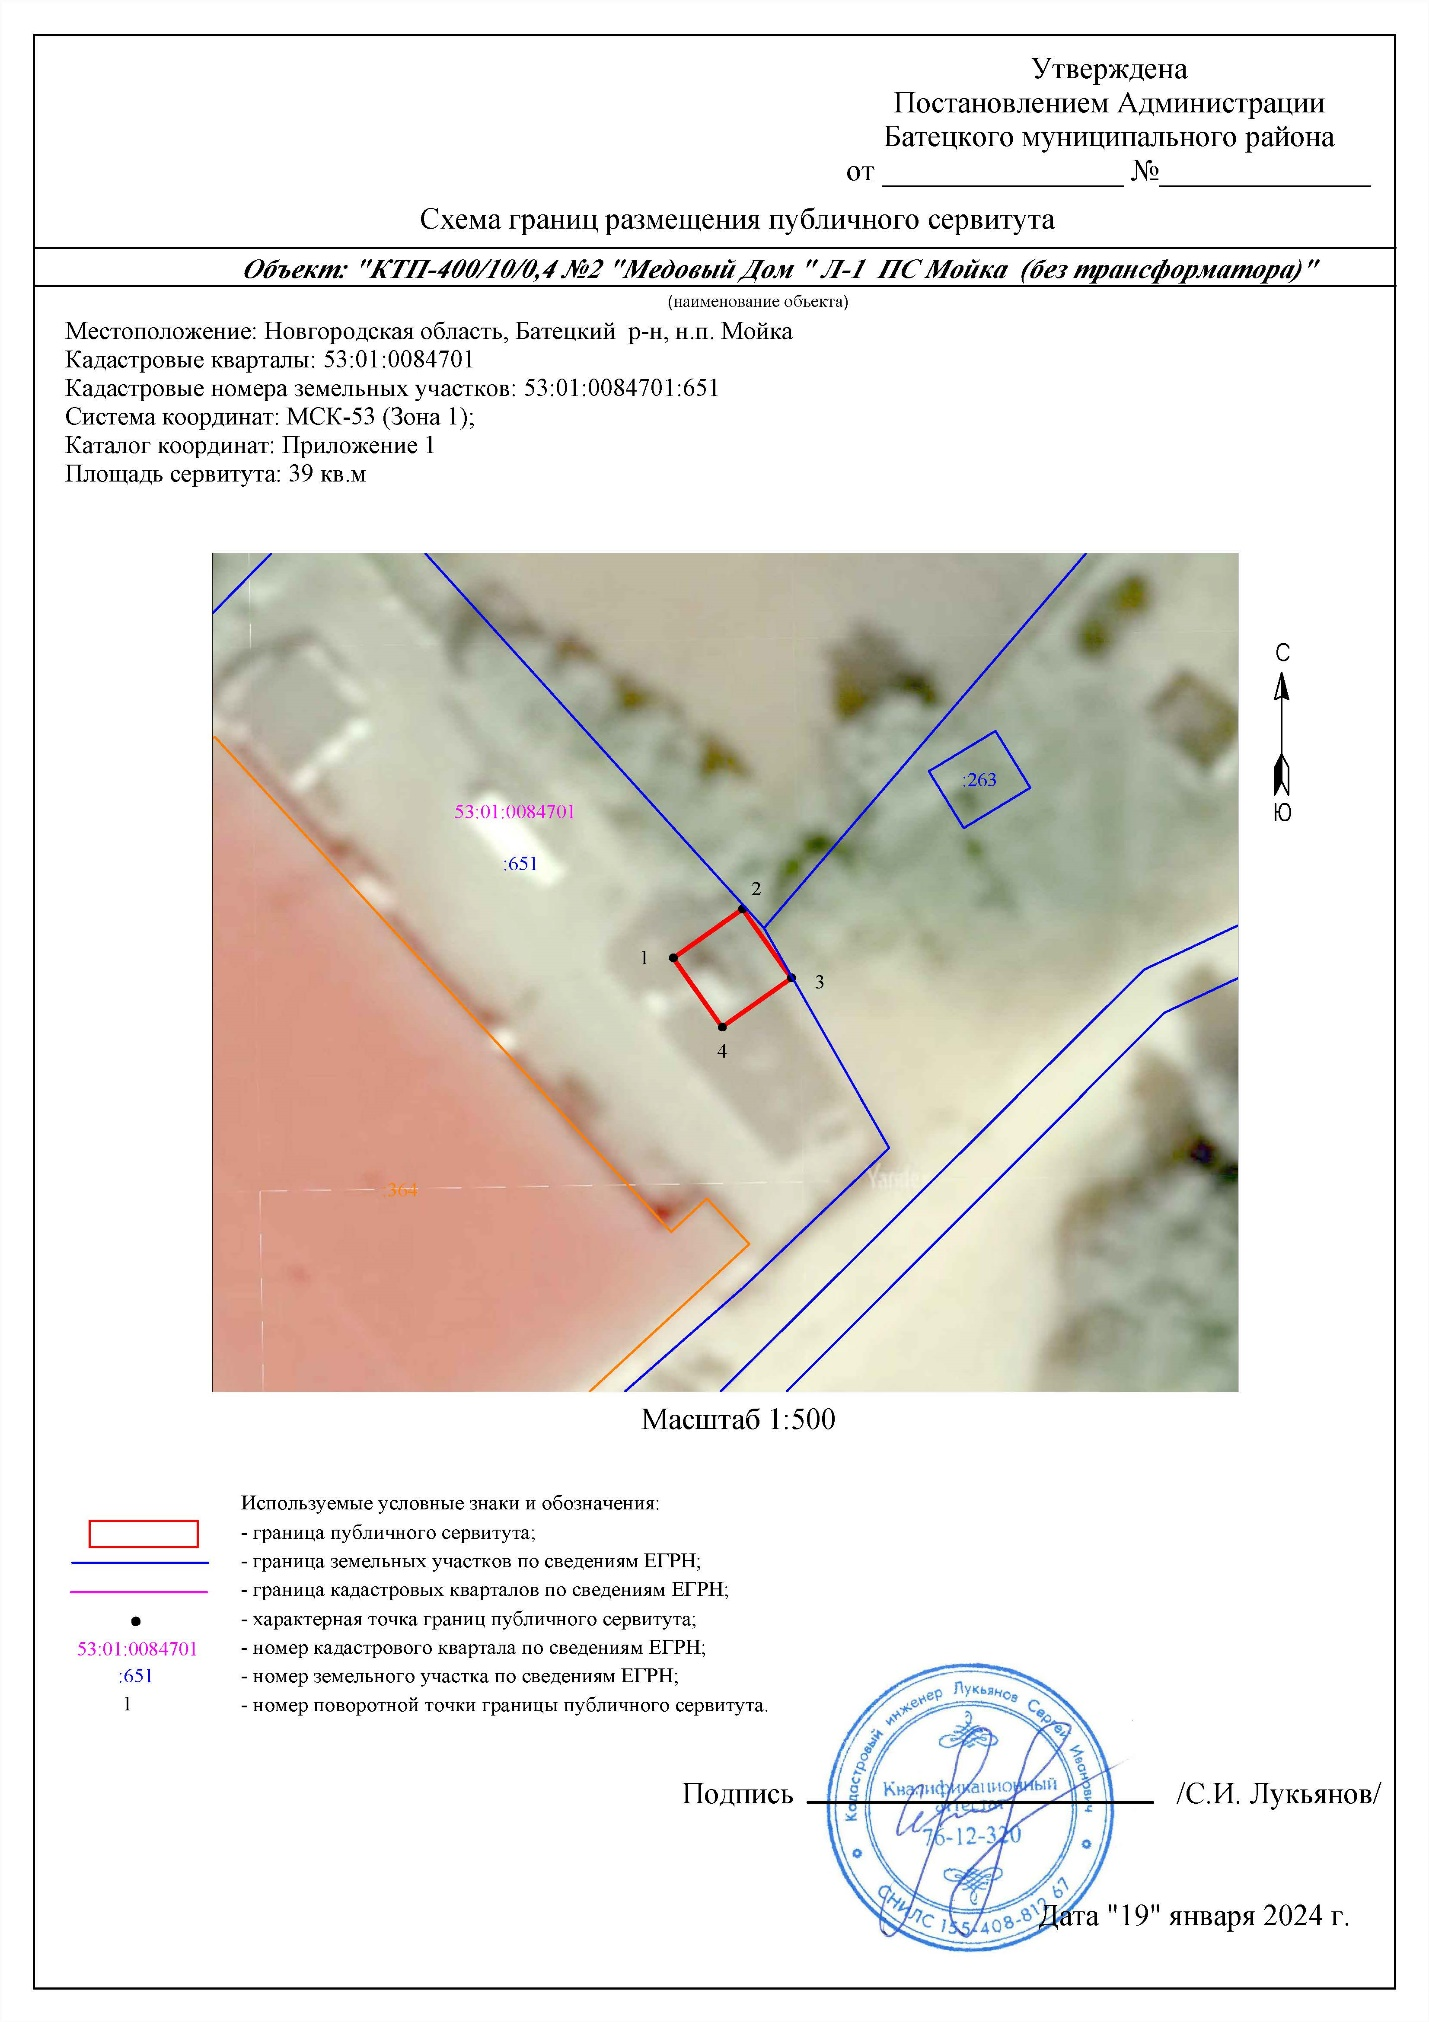 Утверждена
Постановлением Администрации
Батецкого муниципального района
от _________________ №_______________
Схема границ размещения публичного сервитута
Объект: "КТП-400/10/0,4 №2 "Медовый Дом " Л-1  ПС Мойка  (без трансформатора)"
(наименование объекта)
Местоположение: Новгородская область, Батецкий  р-н, н.п. Мойка
Кадастровые кварталы: 53:01:0084701
Кадастровые номера земельных участков: 53:01:0084701:651
Система координат: МСК-53 (Зона 1);
Каталог координат: Приложение 1
Площадь сервитута: 39 кв.м
С
Ю
:263
53:01:0084701
:651
2
1
3
4
:364
Масштаб 1:500
Используемые условные знаки и обозначения:
- граница публичного сервитута;
- граница земельных участков по сведениям ЕГРН;
- граница кадастровых кварталов по сведениям ЕГРН;
- характерная точка границ публичного сервитута;
53:01:0084701 - номер кадастрового квартала по сведениям ЕГРН;
:651 - номер земельного участка по сведениям ЕГРН;
1 - номер поворотной точки границы публичного сервитута.
Кадастровый инженер Лукьянов Сергей Иванович
Квалификационный
аттестат
76-12-320
СНИЛС 155-408-812 67
Подпись /С.И. Лукьянов/
Дата "19" января 2024 г.